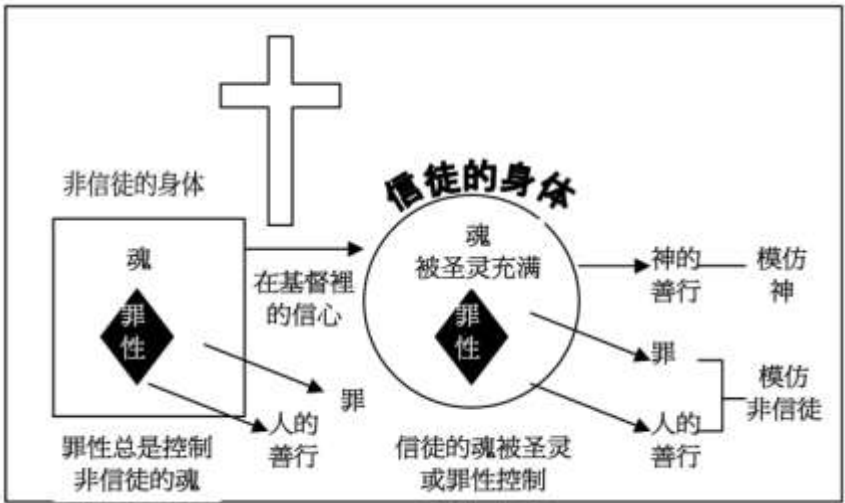 非信徒的身体
魂
罪
性
罪
人的
善行
罪性总是控制
非信徒的魂
在基督裡
的信心
信徒的身体
魂
被圣灵充满
罪
性
信徒的魂被圣灵
或罪性控制
神的
善行
模仿
神
罪
人的
善行
模仿
非信徒